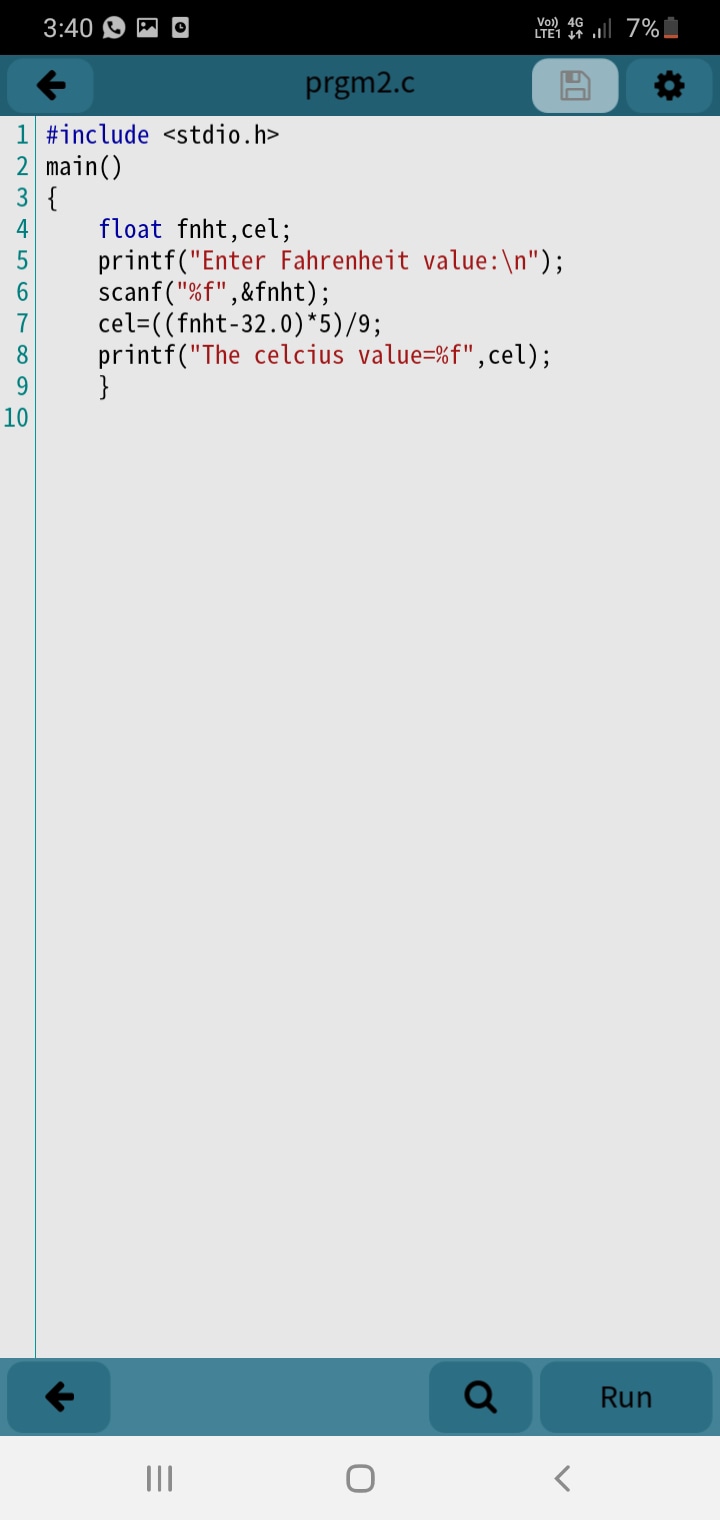 3:40 Vo)) LTE1 4G 7%
prgm2.c
1 #include <stdio.h>
2 main()
3 {
4     float fnht,cel;
5     printf("Enter Fahrenheit value:\n");
6     scanf("%f",&fnht);
7     cel=((fnht-32.0)*5)/9;
8     printf("The celcius value=%f",cel);
9     }
10
Run